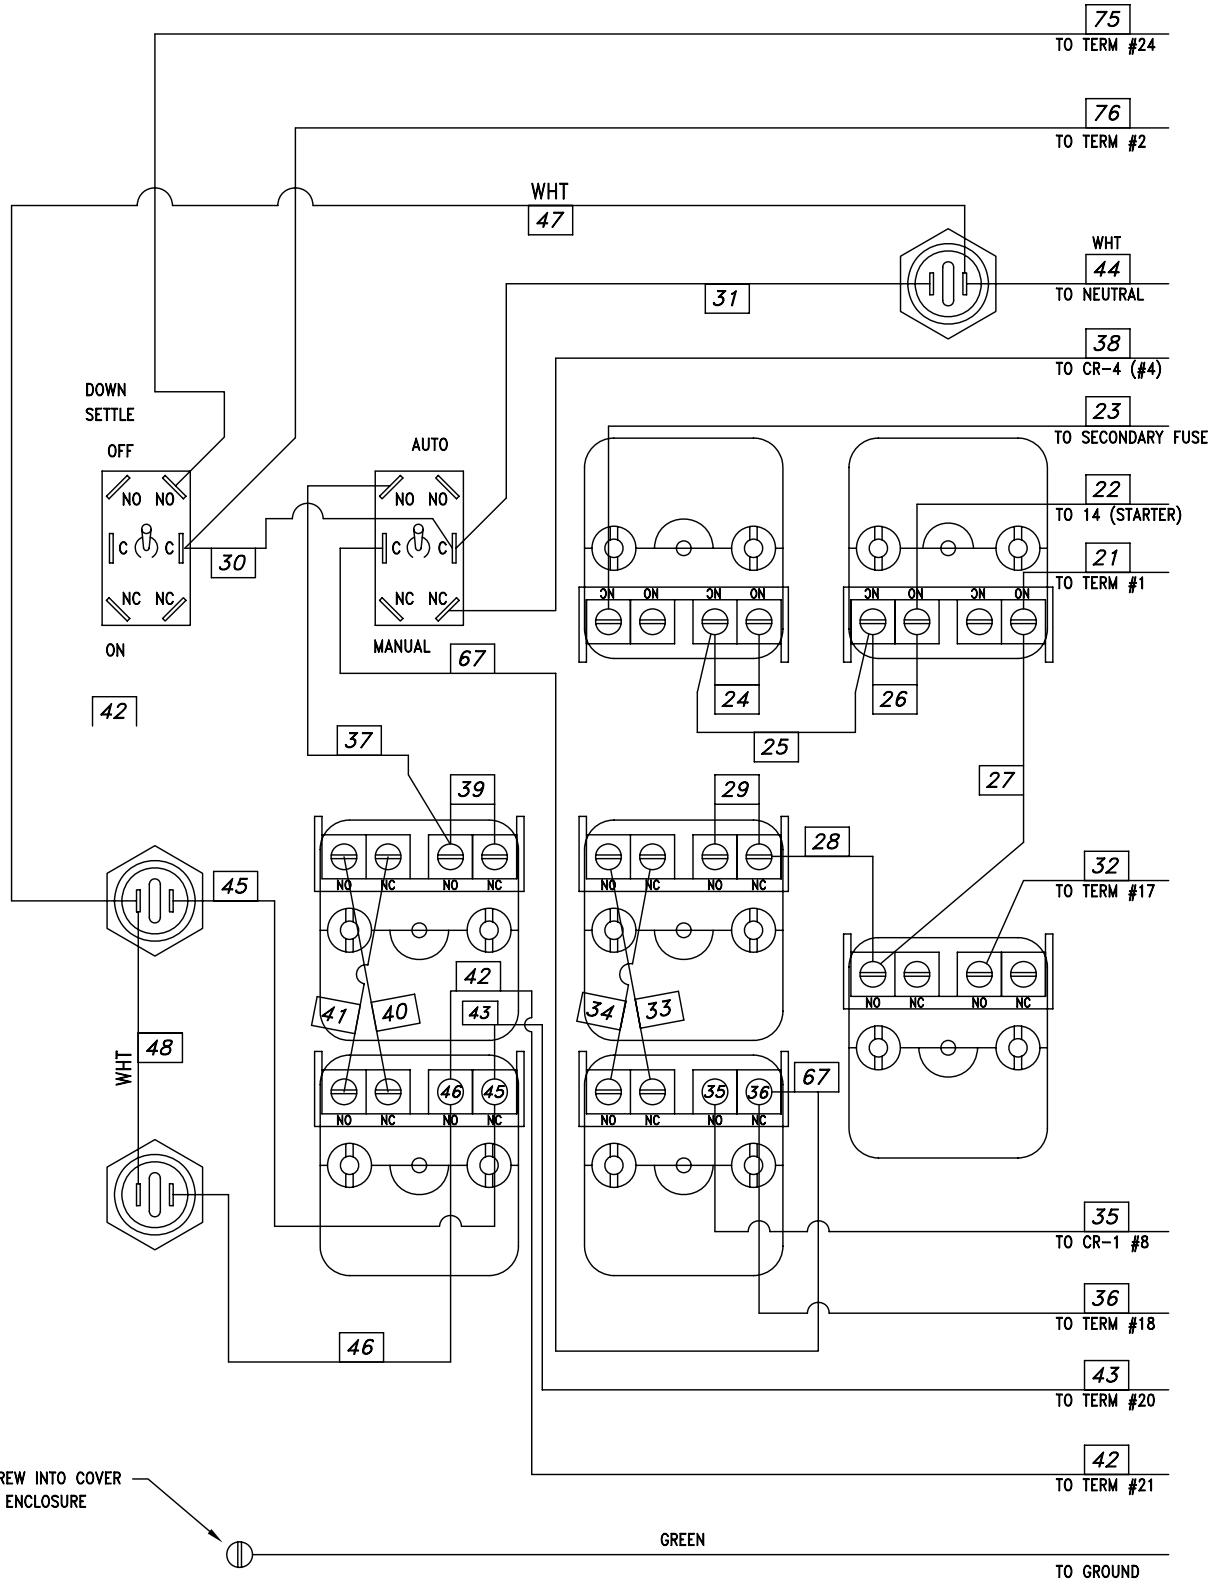 75
TO TERM #24
76
TO TERM #2
WHT
47
WHT
44
TO NEUTRAL
31
38
TO CR-4 (#4)
DOWN
SETTLE
23
TO SECONDARY FUSE
OFF
AUTO
NO NO
NO NO
22
TO 14 (STARTER)
C C
C C
30
21
TO TERM #1
NC NO NC NO
NC NO NC NO
NC NC
NC NC
ON
MANUAL
67
42
24
26
37
25
27
39
29
28
32
TO TERM #17
NO NC NO NC
NO NC NO NC
45
42
41
40
43
34
33
NO NC NO NC
WHT
48
46
45
35
36
67
NO NC NO NC
NO NC NO NC
35
TO CR-1 #8
36
TO TERM #18
46
43
TO TERM #20
42
TO TERM #21
REW INTO COVER
ENCLOSURE
GREEN
TO GROUND